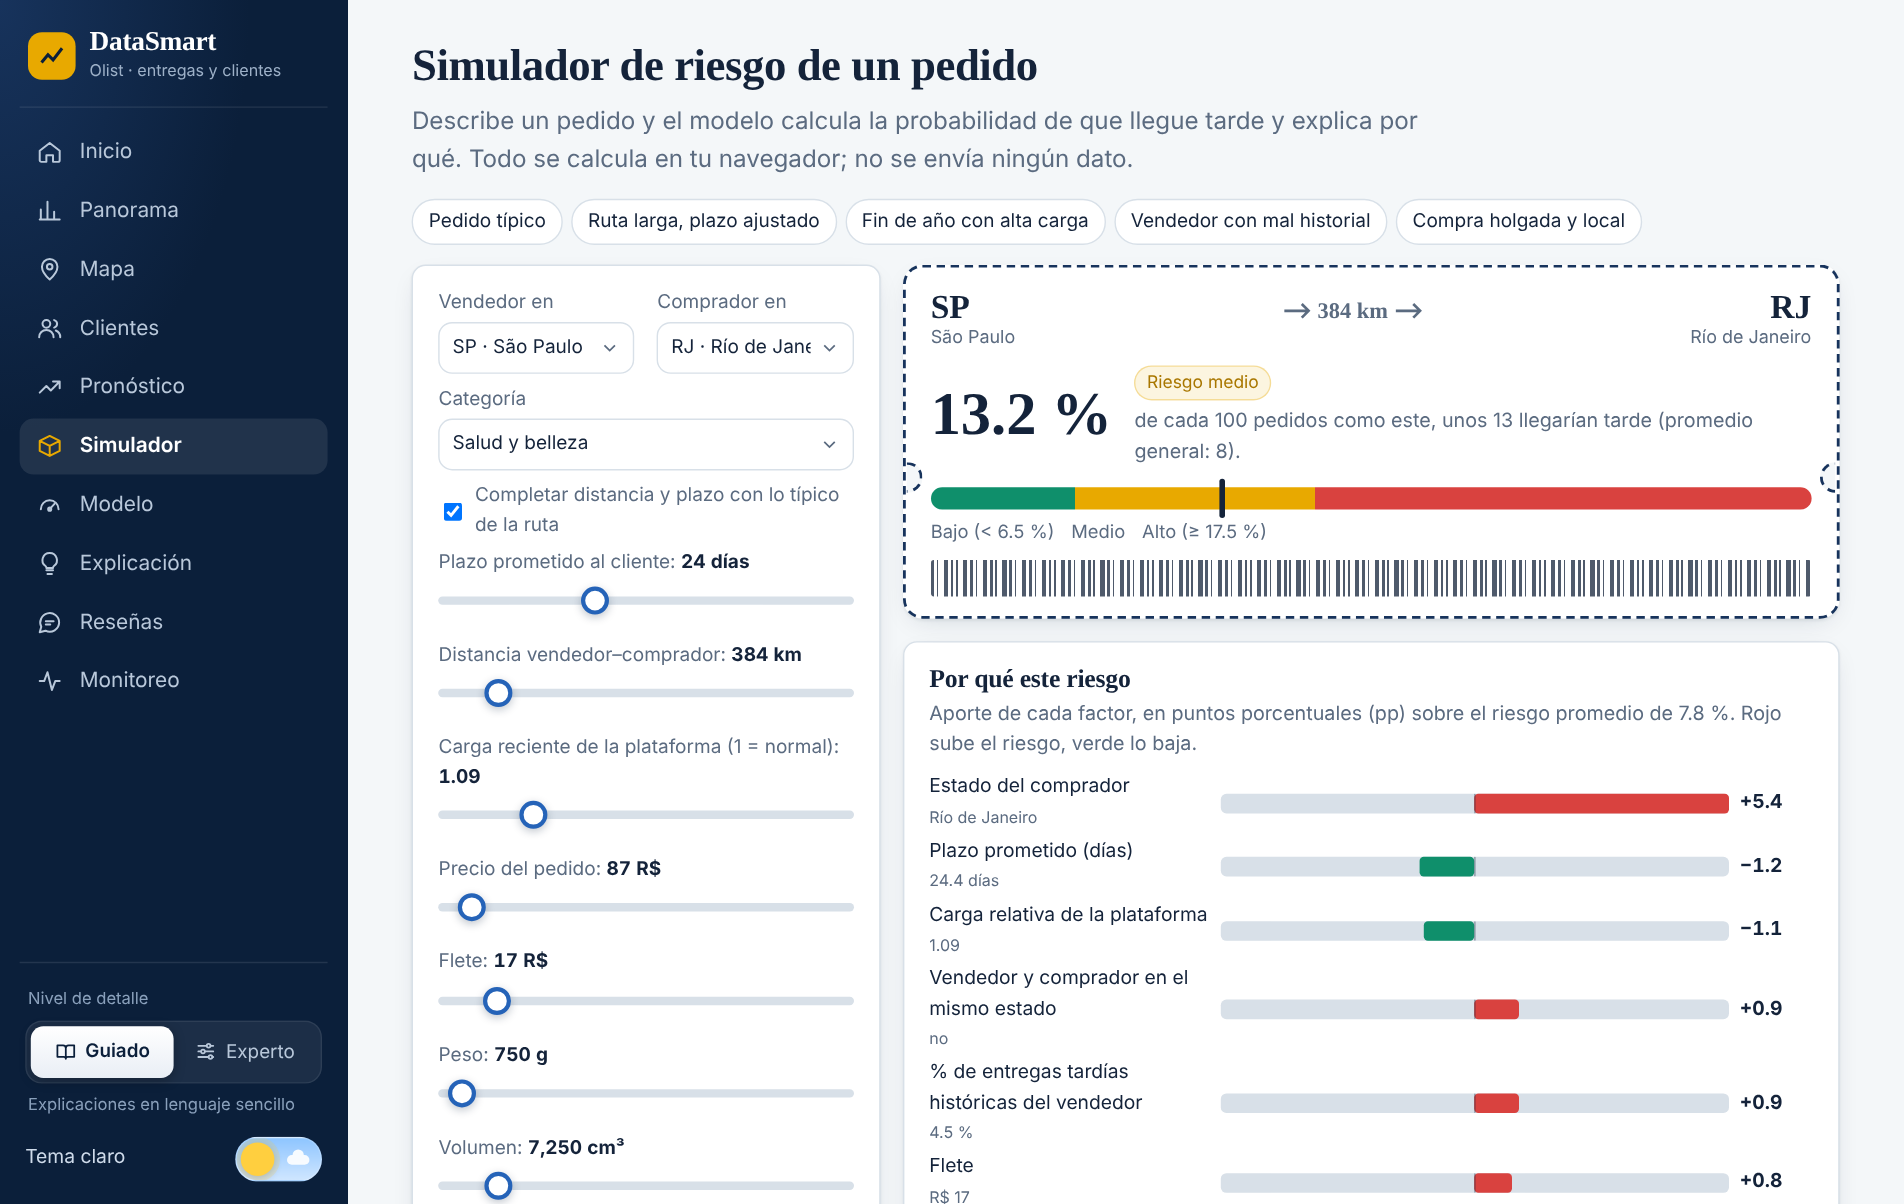 DataSmart
Olist · entregas y clientes
Inicio
Panorama
Mapa
Clientes
Pronóstico
Simulador
Modelo
Explicación
Reseñas
Monitoreo
Nivel de detalle
Guiado
Experto
Explicaciones en lenguaje sencillo
Tema claro
Simulador de riesgo de un pedido
Describe un pedido y el modelo calcula la probabilidad de que llegue tarde y explica por
qué. Todo se calcula en tu navegador; no se envía ningún dato.
Pedido típico
Ruta larga, plazo ajustado
Fin de año con alta carga
Vendedor con mal historial
Compra holgada y local
Vendedor en
Comprador en
SP · São Paulo
RJ · Río de Jane
Categoría
Salud y belleza
Completar distancia y plazo con lo típico
de la ruta
Plazo prometido al cliente: 24 días
Distancia vendedor–comprador: 384 km
Carga reciente de la plataforma (1 = normal):
1.09
Precio del pedido: 87 R$
Flete: 17 R$
Peso: 750 g
Volumen: 7,250 cm³
SP
→ 384 km →
RJ
São Paulo
Río de Janeiro
13.2 %
Riesgo medio
de cada 100 pedidos como este, unos 13 llegarían tarde (promedio
general: 8).
Bajo (< 6.5 %)
Medio
Alto (≥ 17.5 %)
Por qué este riesgo
Aporte de cada factor, en puntos porcentuales (pp) sobre el riesgo promedio de 7.8 %. Rojo
sube el riesgo, verde lo baja.
Estado del comprador
Río de Janeiro
+5.4
Plazo prometido (días)
24.4 días
−1.2
Carga relativa de la plataforma
1.09
−1.1
Vendedor y comprador en el
mismo estado
no
+0.9
% de entregas tardías
históricas del vendedor
4.5 %
+0.9
Flete
R$ 17
+0.8